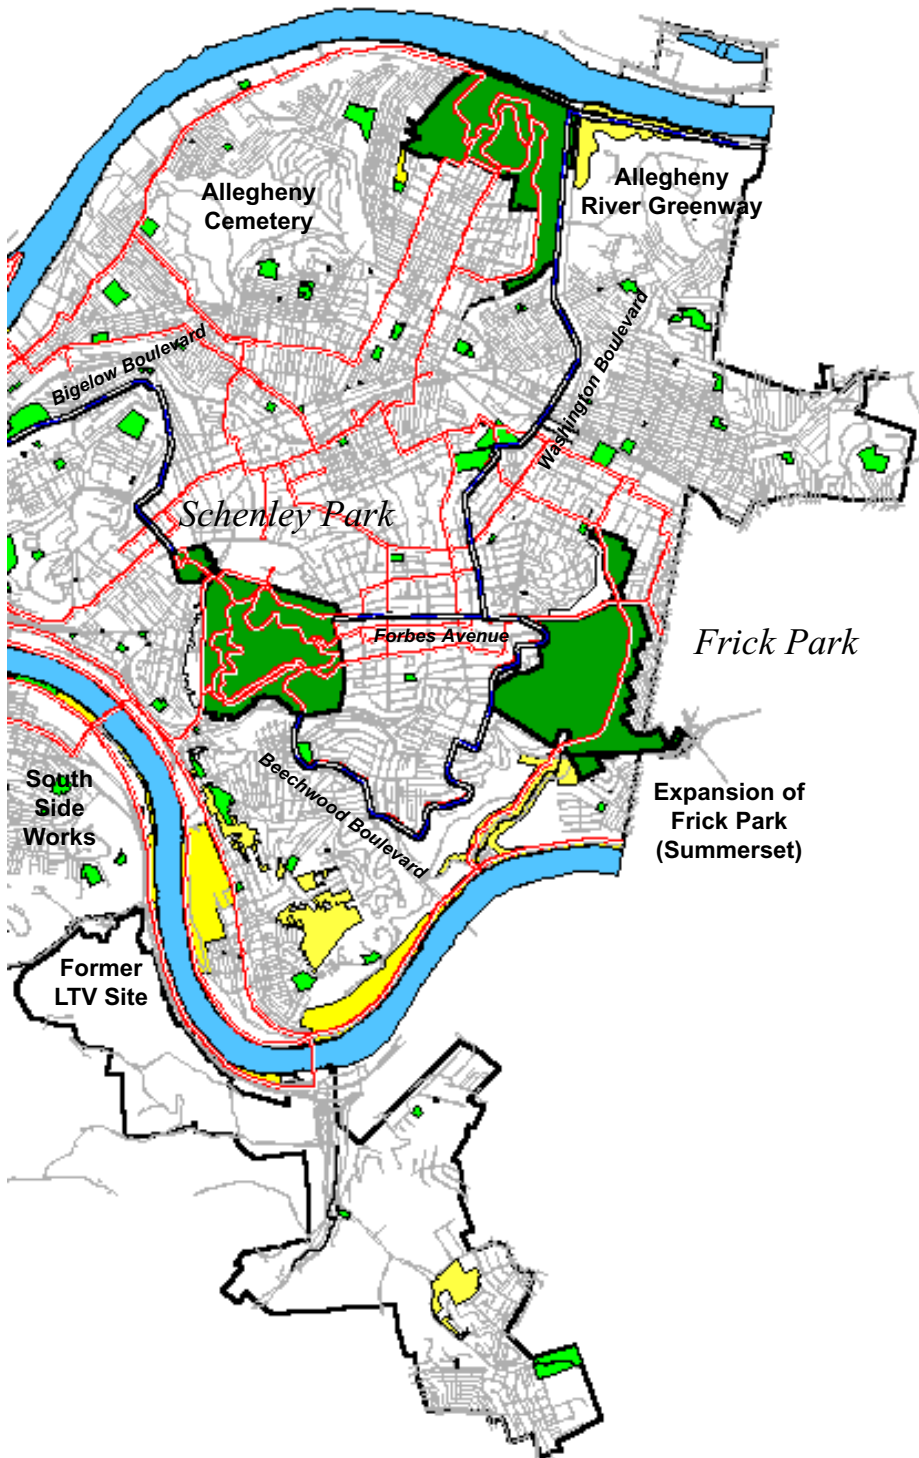 Allegheny
Cemetery
Allegheny
River Greenway
Bigelow Boulevard
Washington Boulevard
Schenley Park
Forbes Avenue
Frick Park
Beechwood Boulevard
South
Side
Works
Expansion of
Frick Park
(Summerset)
Former
LTV Site